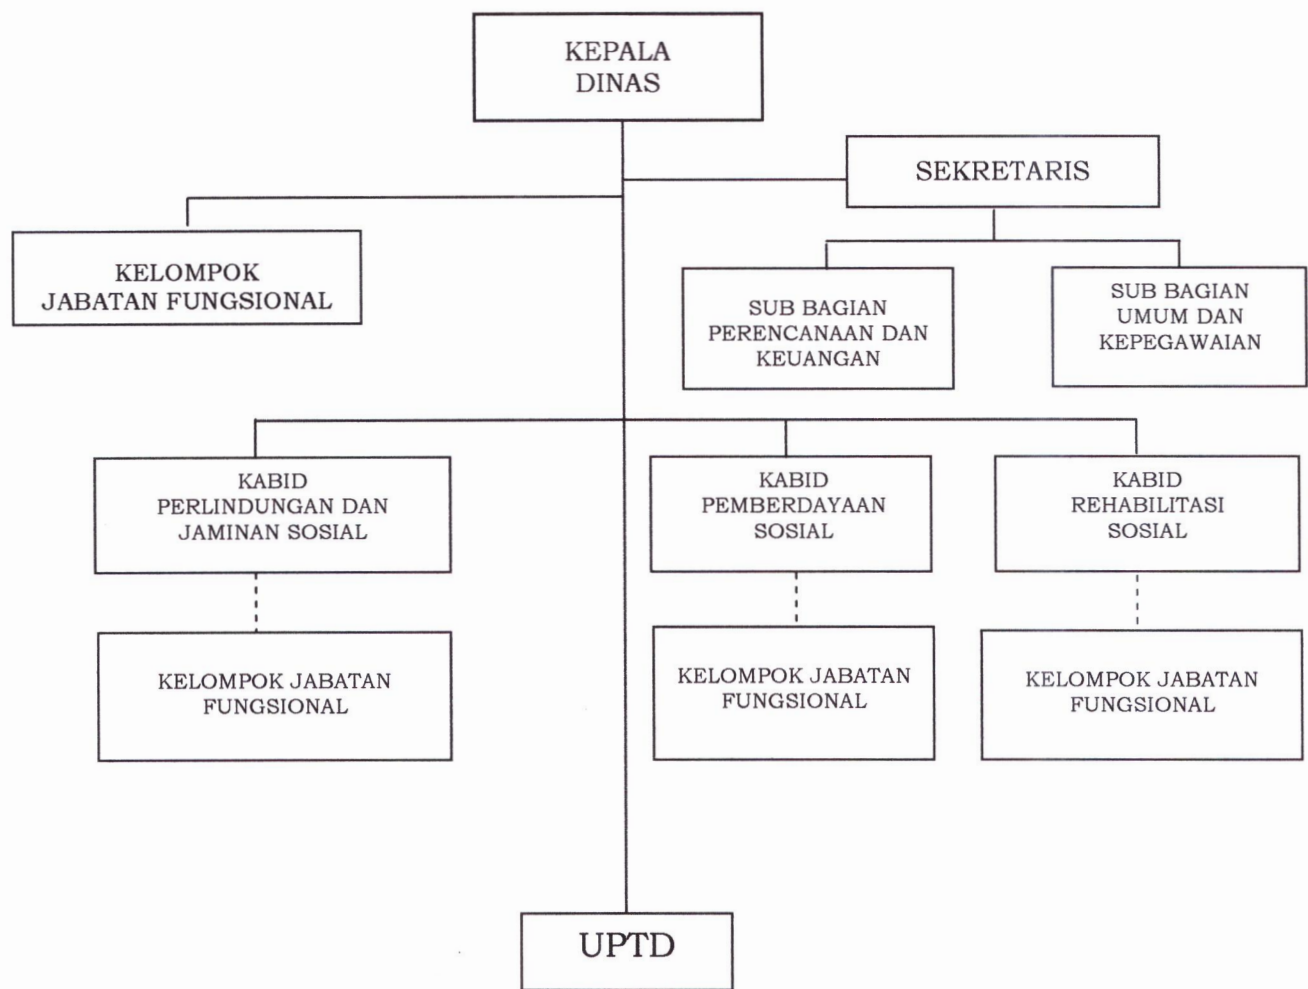 KEPALA
DINAS
SEKRETARIS
KELOMPOK
JABATAN FUNGSIONAL
SUB BAGIAN
PERENCANAAN DAN
KEUANGAN
SUB BAGIAN
UMUM DAN
KEPEGAWAIAN
KABID
PERLINDUNGAN DAN
JAMINAN SOSIAL
KABID
PEMBERDAYAAN
SOSIAL
KABID
REHABILITASI
SOSIAL
KELOMPOK JABATAN
FUNGSIONAL
KELOMPOK JABATAN
FUNGSIONAL
KELOMPOK JABATAN
FUNGSIONAL
UPTD